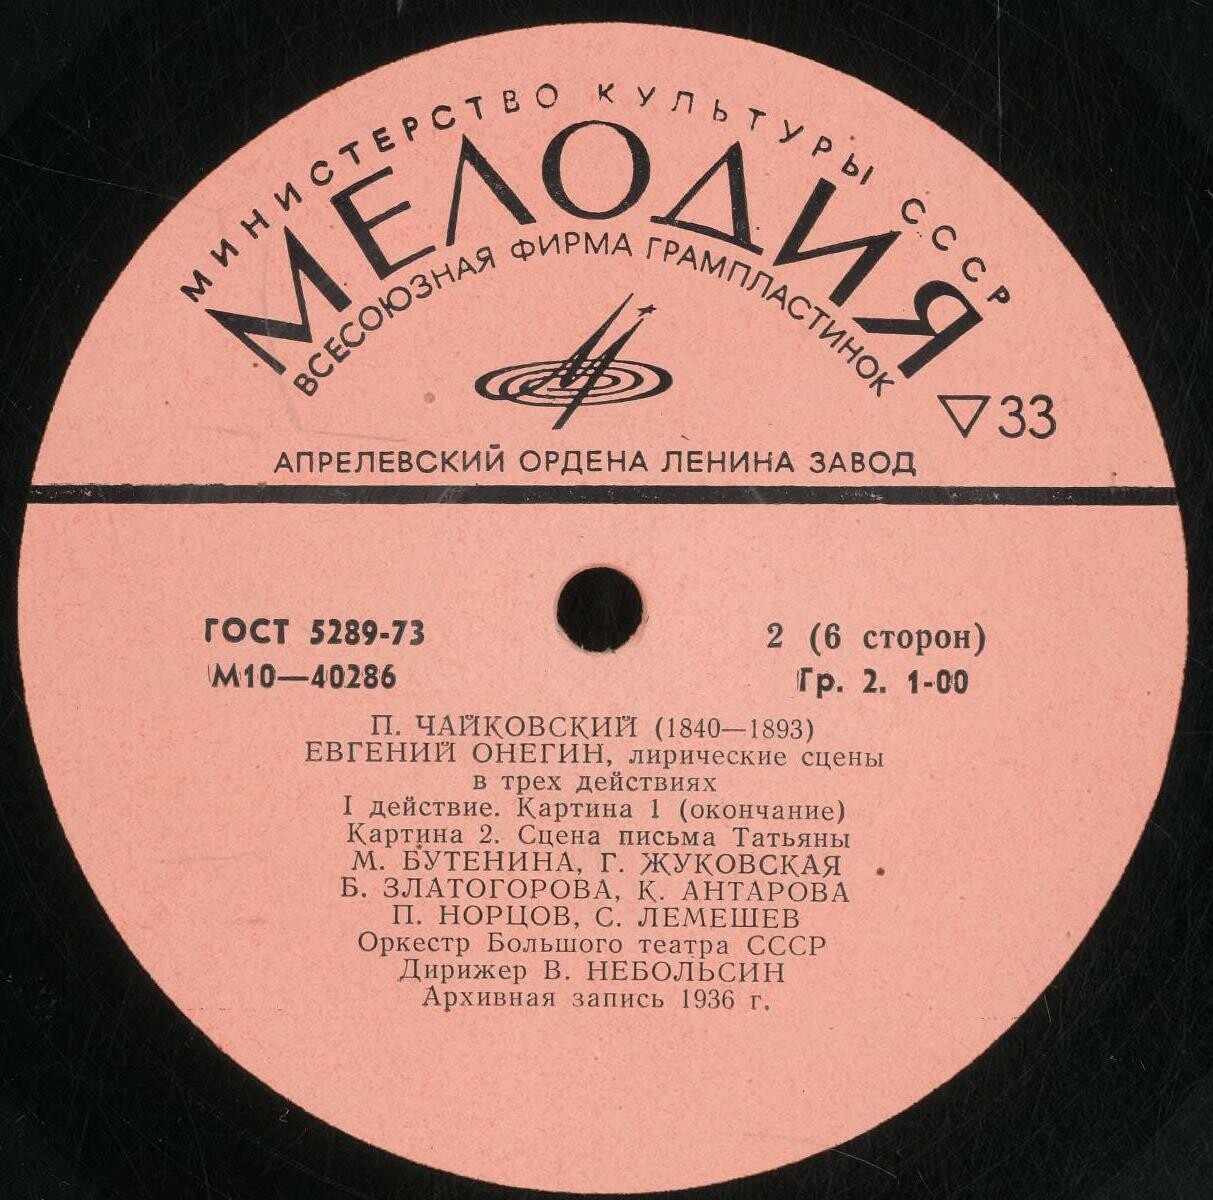 МИНИСТЕРСТВО КУЛЬТУРЫ СССР
МЕЛОДИЯ
ВСЕСОЮЗНАЯ ФИРМА ГРАМПЛАСТИНОК
33
АПРЕЛЕВСКИЙ ОРДЕНА ЛЕНИНА ЗАВОД
ГОСТ 5289-73
М10—40286
2 (6 сторон)
Гр. 2. 1-00
П. ЧАЙКОВСКИЙ (1840—1893)
ЕВГЕНИЙ ОНЕГИН, лирические сцены
в трех действиях
I действие. Картина 1 (окончание)
Картина 2. Сцена письма Татьяны
М. БУТЕНИНА, Г. ЖУКОВСКАЯ
Б. ЗЛАТОГОРОВА, К. АНТАРОВА
П. НОРЦОВ, С. ЛЕМЕШЕВ
Оркестр Большого театра СССР
Дирижер В. НЕБОЛЬСИН
Архивная запись 1936 г.